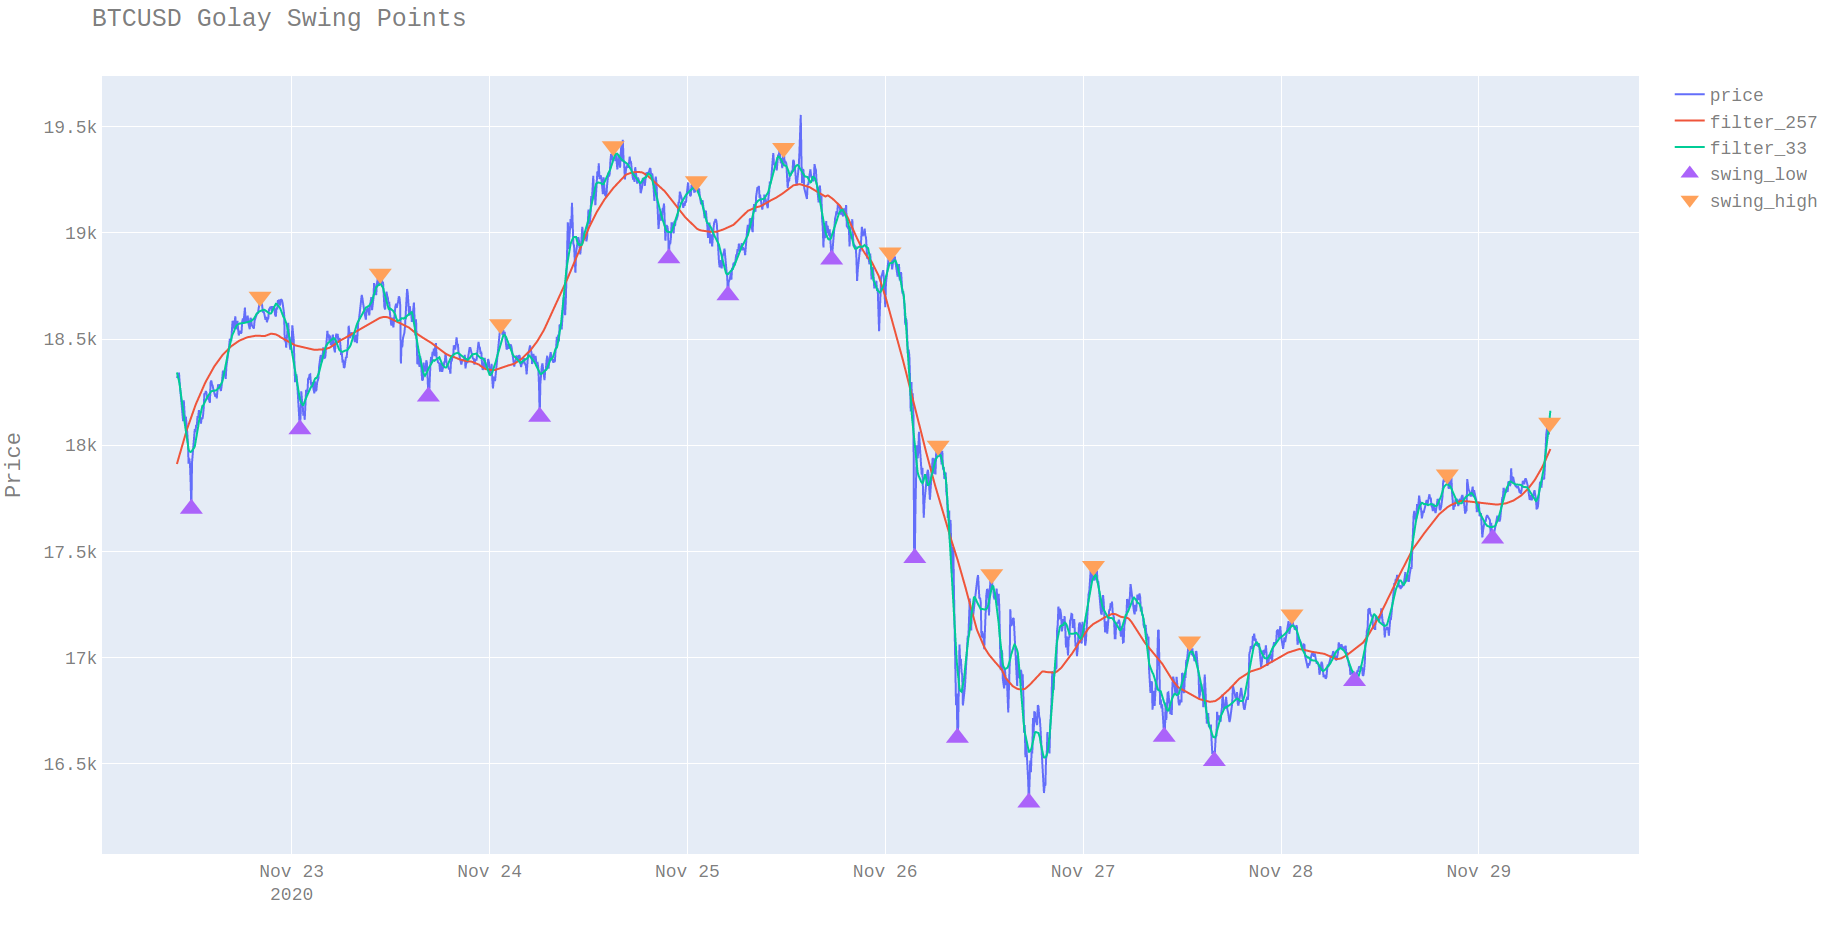 BTCUSD Golay Swing Points
price
filter_257
filter_33
swing_low
swing_high
19.5k
19k
18.5k
18k
17.5k
17k
16.5k
Price
Nov 23
2020
Nov 24
Nov 25
Nov 26
Nov 27
Nov 28
Nov 29